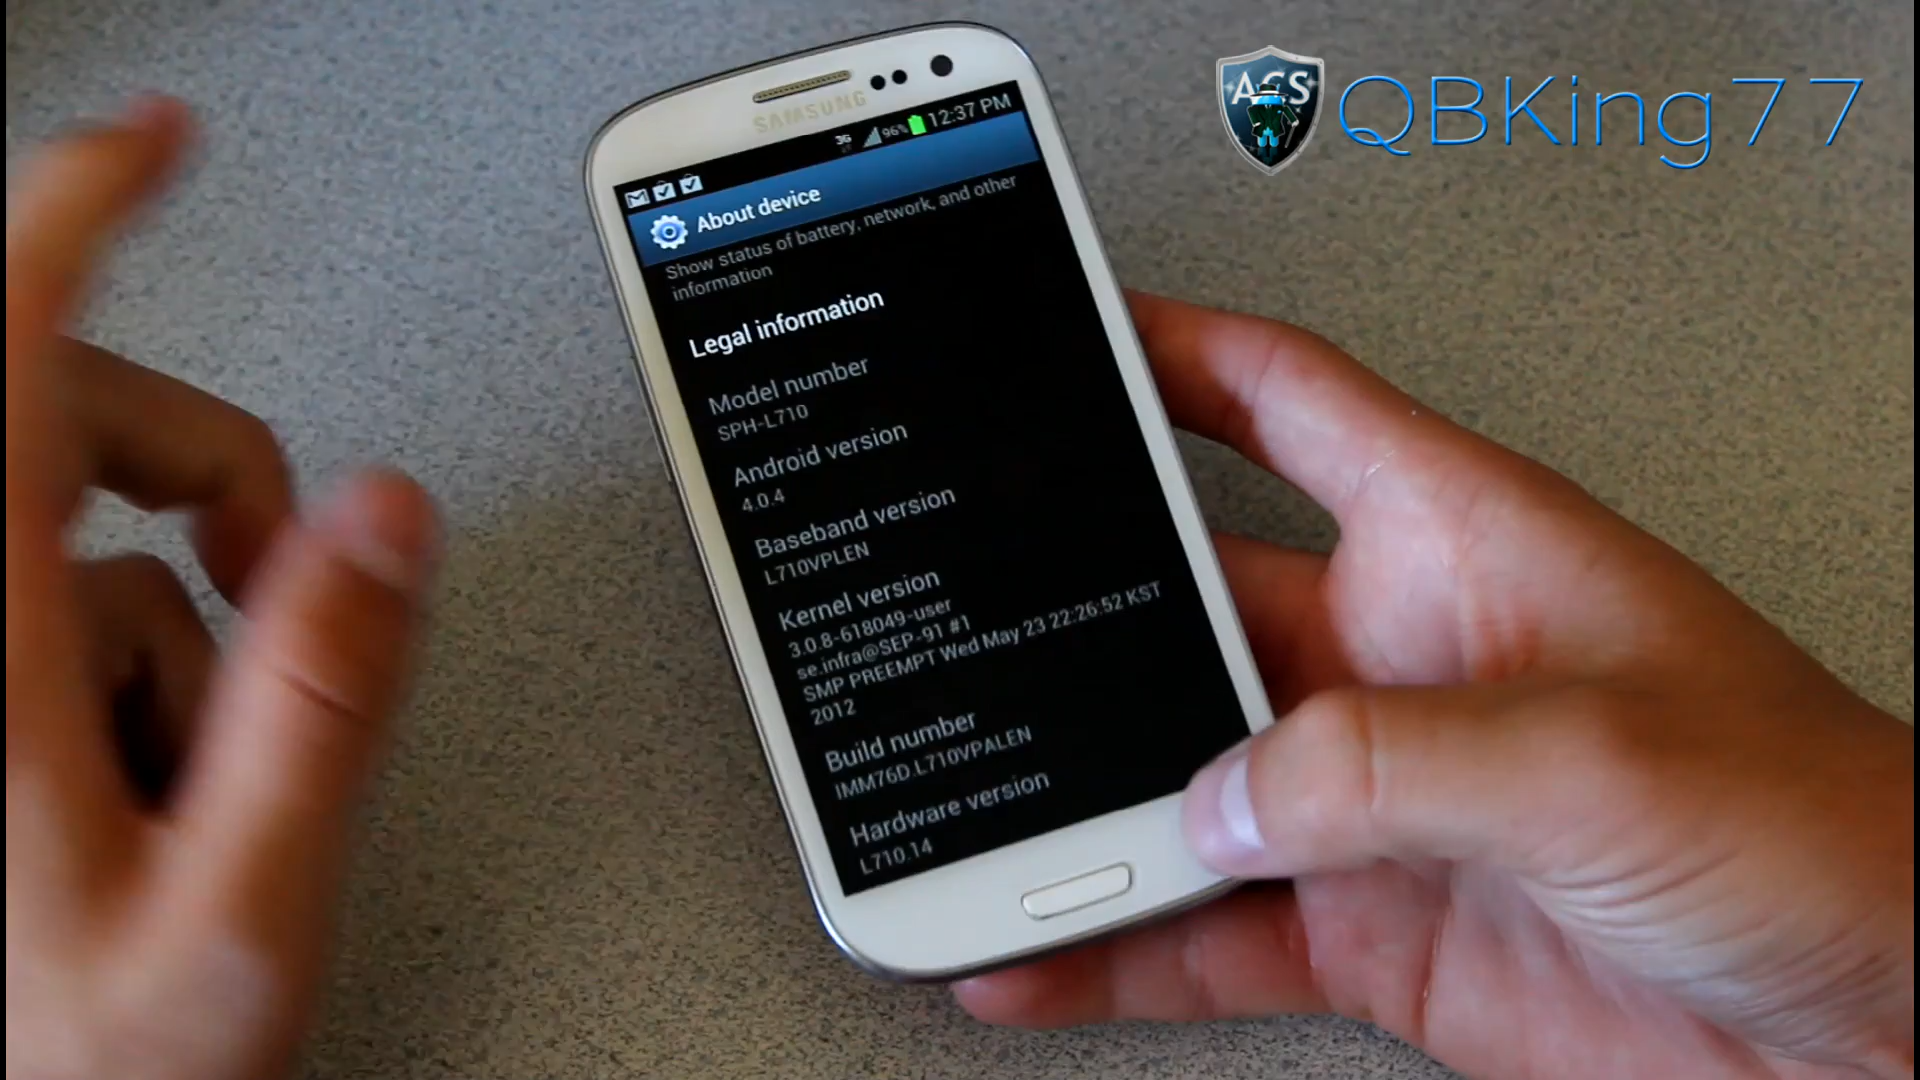 AGS
QBKing77
SAMSUNG
3G 96% 12:37 PM
About device
Show status of battery, network, and other
information
Legal information
Model number
SPH-L710
Android version
4.0.4
Baseband version
L710VPLEN
Kernel version
3.0.8-618049-user
se.infra@SEP-91 #1
SMP PREEMPT Wed May 23 22:26:52 KST
2012
Build number
IMM76D.L710VPALEN
Hardware version
L710.14